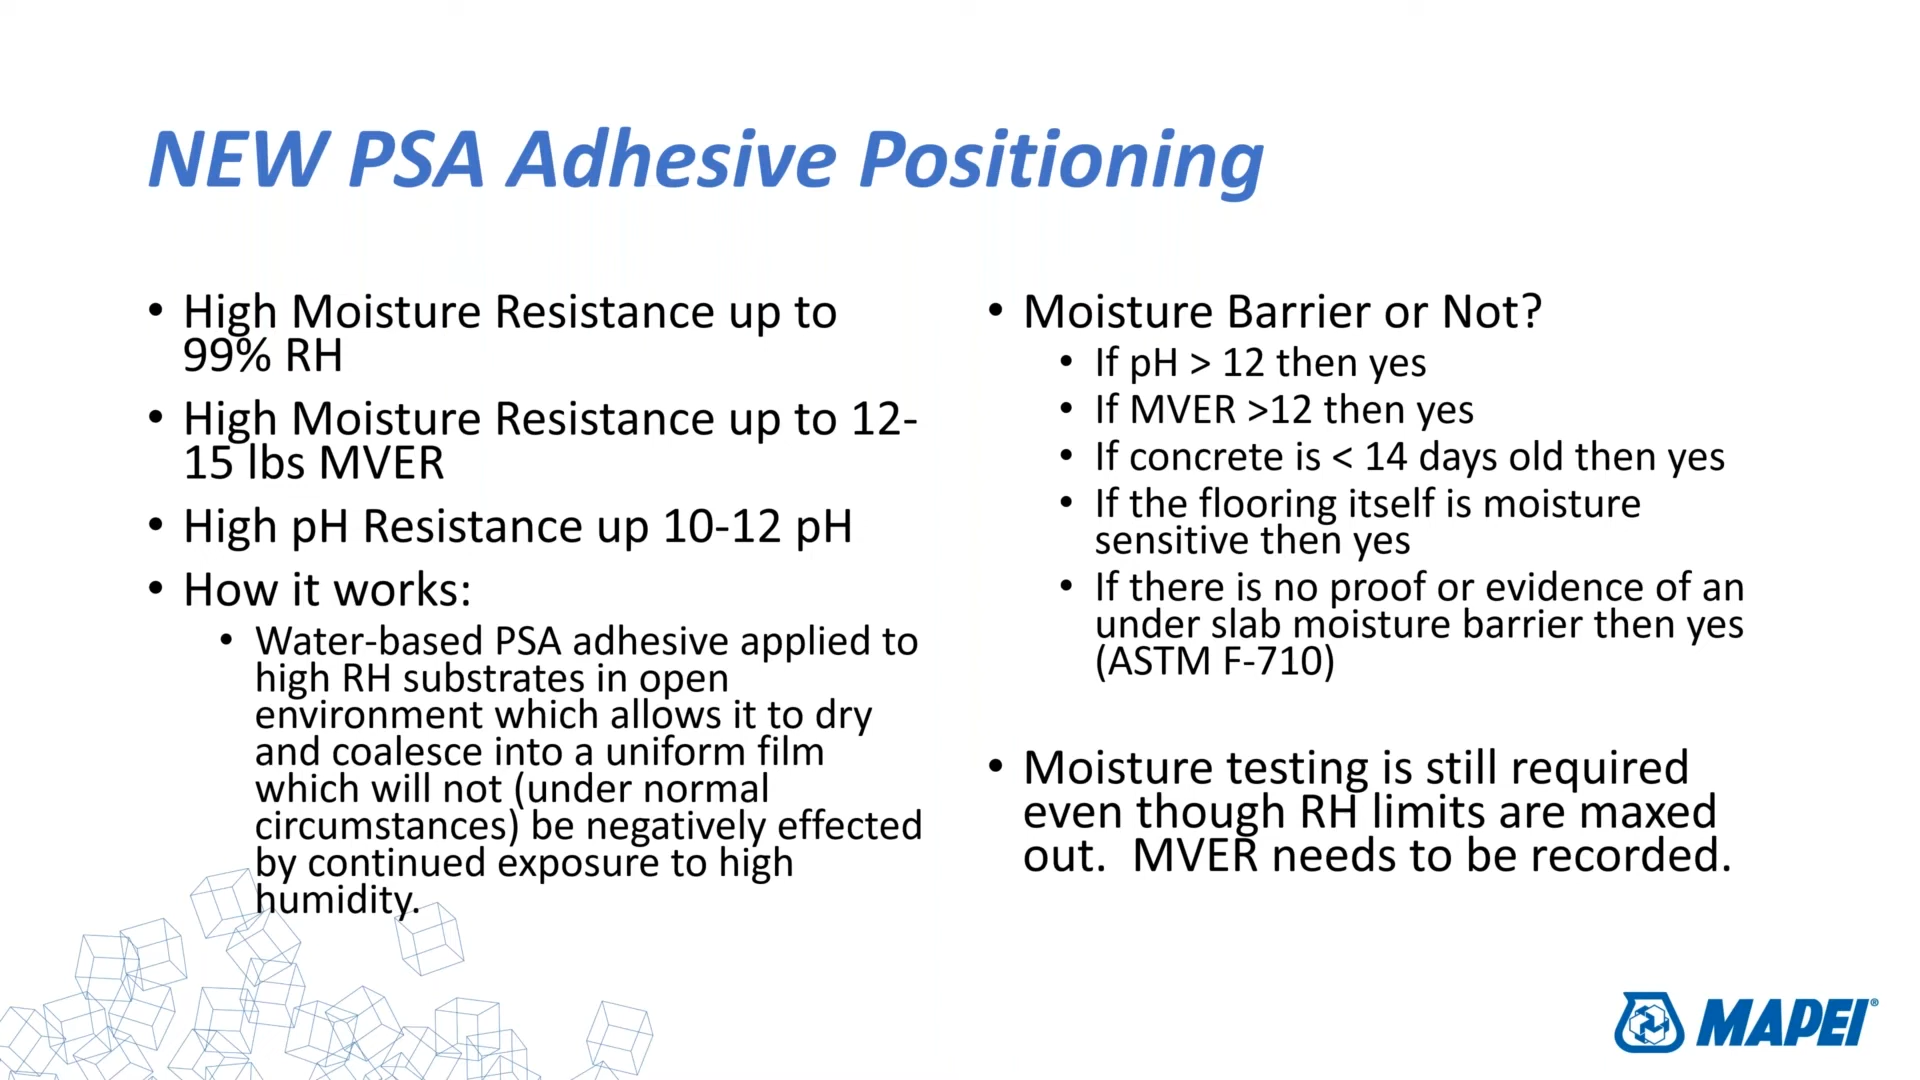 NEW PSA Adhesive Positioning
• High Moisture Resistance up to
99% RH
• High Moisture Resistance up to 12-
15 lbs MVER
• High pH Resistance up 10-12 pH
• How it works:
• Water-based PSA adhesive applied to
high RH substrates in open
environment which allows it to dry
and coalesce into a uniform film
which will not (under normal
circumstances) be negatively effected
by continued exposure to high
humidity.
• Moisture Barrier or Not?
• If pH > 12 then yes
• If MVER >12 then yes
• If concrete is < 14 days old then yes
• If the flooring itself is moisture
sensitive then yes
• If there is no proof or evidence of an
under slab moisture barrier then yes
(ASTM F-710)
• Moisture testing is still required
even though RH limits are maxed
out.  MVER needs to be recorded.
MAPEI®